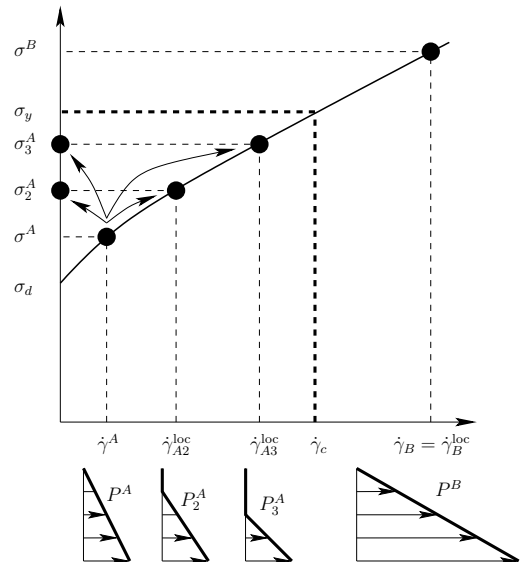 σ^B
σ_y
σ_3^A
σ_2^A
σ^A
σ_d
γ̇^A γ̇_{A2}^{loc} γ̇_{A3}^{loc} γ̇_c γ̇_B = γ̇_B^{loc}
P^A P_2^A P_3^A P^B